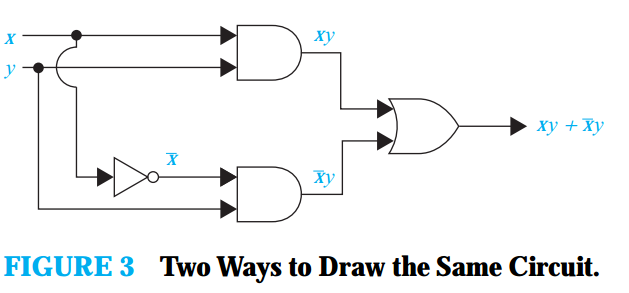 x
xy
y
xy + x̅y
x̅
x̅y
FIGURE 3 Two Ways to Draw the Same Circuit.